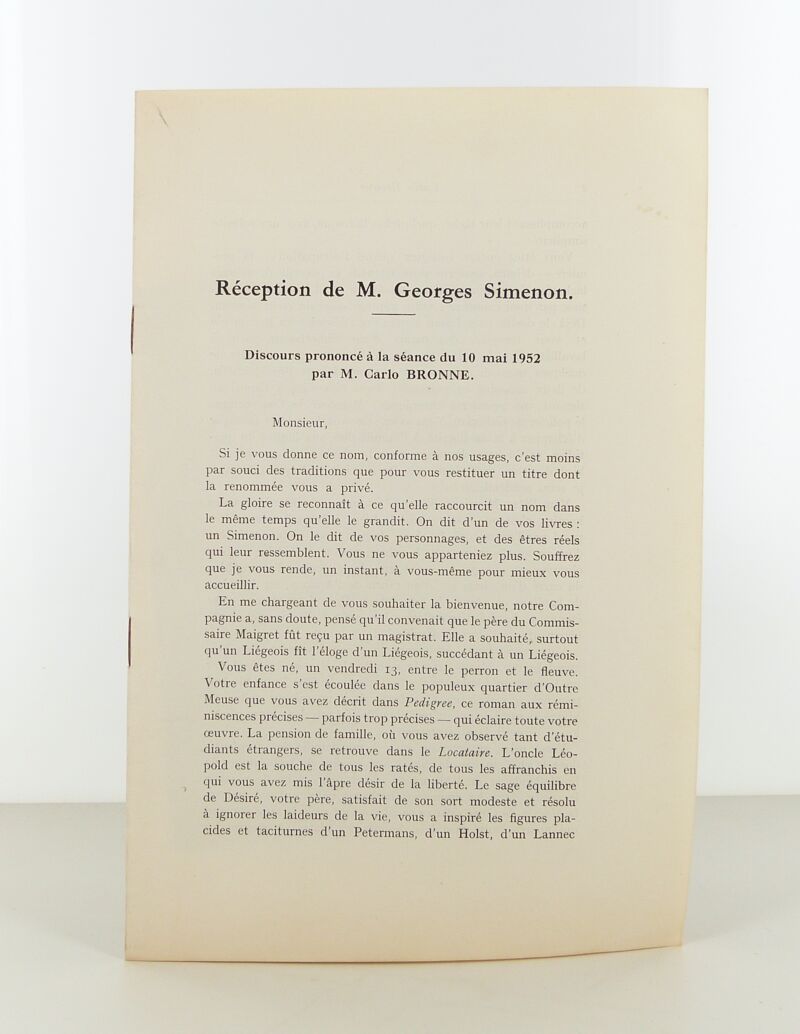 Réception de M. Georges Simenon.
Discours prononcé à la séance du 10 mai 1952
par M. Carlo BRONNE.
Monsieur,
Si je vous donne ce nom, conforme à nos usages, c'est moins
par souci des traditions que pour vous restituer un titre dont
la renommée vous a privé.
La gloire se reconnaît à ce qu'elle raccourcit un nom dans
le même temps qu'elle le grandit. On dit d'un de vos livres :
un Simenon. On le dit de vos personnages, et des êtres réels
qui leur ressemblent. Vous ne vous apparteniez plus. Souffrez
que je vous rende, un instant, à vous-même pour mieux vous
accueillir.
En me chargeant de vous souhaiter la bienvenue, notre Com-
pagnie a, sans doute, pensé qu'il convenait que le père du Commis-
saire Maigret fût reçu par un magistrat. Elle a souhaité, surtout
qu'un Liégeois fît l'éloge d'un Liégeois, succédant à un Liégeois.
Vous êtes né, un vendredi 13, entre le perron et le fleuve.
Votre enfance s'est écoulée dans le populeux quartier d'Outre
Meuse que vous avez décrit dans Pedigree, ce roman aux rémi-
niscences précises — parfois trop précises — qui éclaire toute votre
œuvre. La pension de famille, où vous avez observé tant d'étu-
diants étrangers, se retrouve dans le Locataire. L'oncle Léo-
pold est la souche de tous les ratés, de tous les affranchis en
qui vous avez mis l'âpre désir de la liberté. Le sage équilibre
de Désiré, votre père, satisfait de son sort modeste et résolu
à ignorer les laideurs de la vie, vous a inspiré les figures pla-
cides et taciturnes d'un Petermans, d'un Holst, d'un Lannec